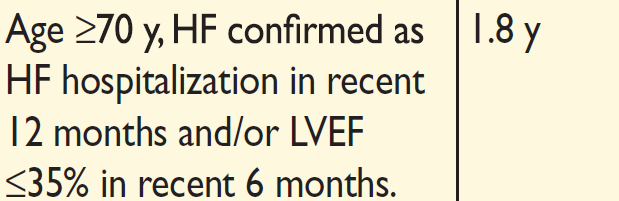 Age ≥70 y, HF confirmed as
HF hospitalization in recent
12 months and/or LVEF
≤35% in recent 6 months.
1.8 y